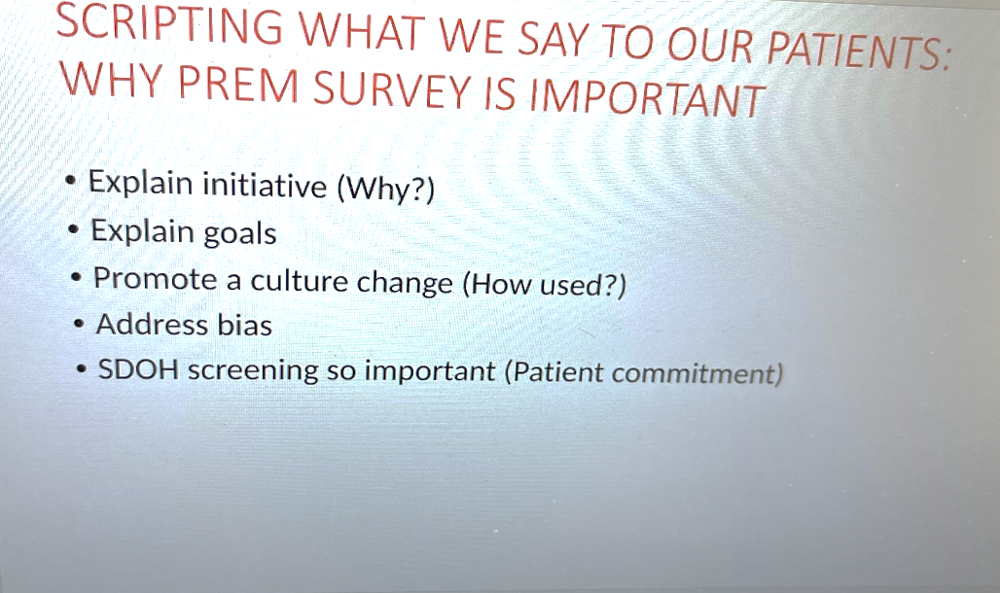 SCRIPTING WHAT WE SAY TO OUR PATIENTS:
WHY PREM SURVEY IS IMPORTANT
• Explain initiative (Why?)
• Explain goals
• Promote a culture change (How used?)
• Address bias
• SDOH screening so important (Patient commitment)